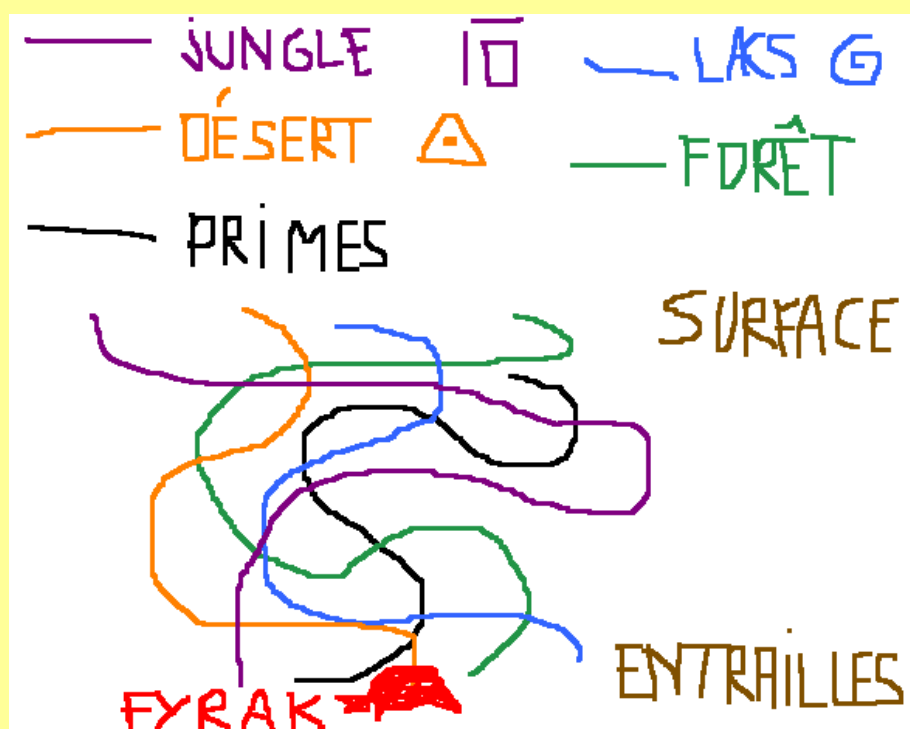 JUNGLE
LACS G
DÉSERT
FORÊT
PRIMES
SURFACE
ENTRAILLES
FYRAK